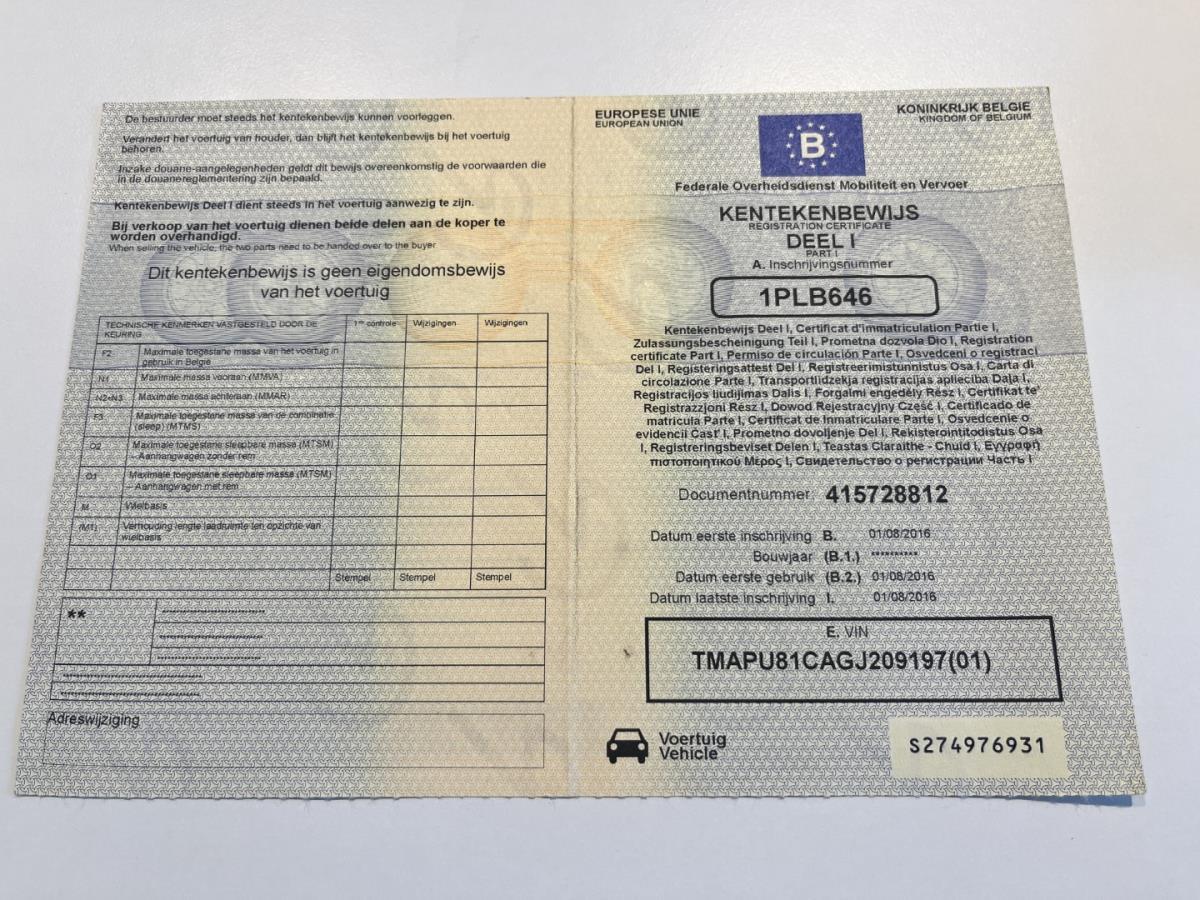 De bestuurder moet steeds het kentekenbewijs kunnen voorleggen.
Verandert het voertuig van houder, dan blijft het kentekenbewijs bij het voertuig
behoren.
Inzake douane-aangelegenheden geldt dit bewijs overeenkomstig de voorwaarden die
in de douanereglementering zijn bepaald.
Kentekenbewijs Deel I dient steeds in het voertuig aanwezig te zijn.
Bij verkoop van het voertuig dienen beide delen aan de koper te
worden overhandigd.
When selling the vehicle, the two parts need to be handed over to the buyer
Dit kentekenbewijs is geen eigendomsbewijs
van het voertuig
TECHNISCHE KENMERKEN VASTGESTELD DOOR DE
KEURING
1ste controle Wijzigingen Wijzigingen
F2 Maximale toegestane massa van het voertuig in
gebruik in België
N1 Maximale massa vooraan (MMVA)
N2+N3 Maximale massa achteraan (MMAR)
F3 Maximale toegestane massa van de combinatie
(sleep) (MTMS)
O2 Maximale toegestane sleepbare massa (MTSM)
– Aanhangwagen zonder rem
O1 Maximale toegestane sleepbare massa (MTSM)
– Aanhangwagen met rem
M Wielbasis
(M1) Verhouding lengte laadruimte ten opzichte van
wielbasis
Stempel Stempel Stempel
**
Adreswijziging
EUROPESE UNIE
EUROPEAN UNION
B
KONINKRIJK BELGIE
KINGDOM OF BELGIUM
Federale Overheidsdienst Mobiliteit en Vervoer
KENTEKENBEWIJS
REGISTRATION CERTIFICATE
DEEL I
PART I
A. Inschrijvingsnummer
1PLB646
Kentekenbewijs Deel I, Certificat d'immatriculation Partie I,
Zulassungsbescheinigung Teil I, Prometna dozvola Dio I, Registration
certificate Part I, Permiso de circulación Parte I, Osvedceni o registraci
Del I, Registeringsattest Del I, Registreerimistunnistus Osa I, Carta di
circolazione Parte I, Transportlidzekja registracijas apliecība Daļa I,
Registracijos liudijimas Dalis I, Forgalmi engedély Rész I, Certifikat te'
Registrazzjoni Rész I, Dowod Rejestracyjny Część I, Certificado de
matricula Parte I, Certificat de Inmatriculare Parte I, Osvedcenie o
evidencii Cast' I, Prometno dovoljenje Del I, Rekisterointitodistus Osa
I, Registreringsbeviset Delen I, Teastas Claraithe - Chuid I, Εγγραφή
πιστοποιητικού Μέρος I, Свидетельство о регистрации Часть I
Documentnummer 415728812
Datum eerste inschrijving B. 01/08/2016
Bouwjaar (B.1.) **********
Datum eerste gebruik (B.2.) 01/08/2016
Datum laatste inschrijving I. 01/08/2016
E. VIN
TMAPU81CAGJ209197(01)
Voertuig
Vehicle
S274976931